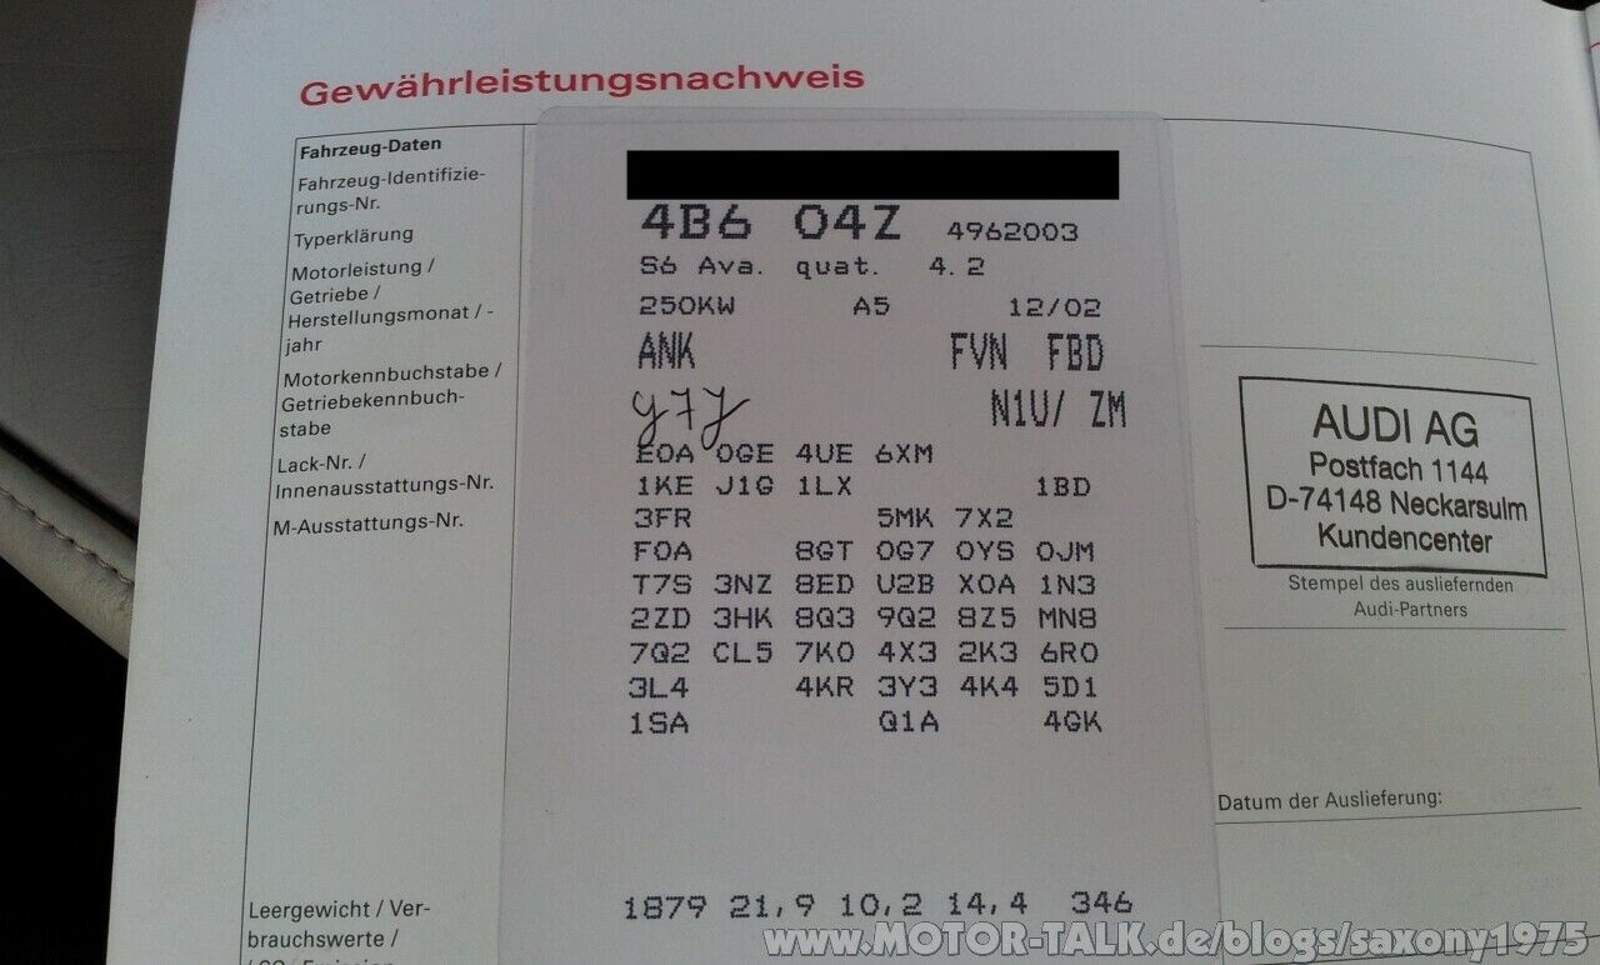 Gewährleistungsnachweis
Fahrzeug-Daten
Fahrzeug-Identifizie-
rungs-Nr.
Typerklärung
Motorleistung /
Getriebe /
Herstellungsmonat / -
jahr
Motorkennbuchstabe /
Getriebekennbuch-
stabe
Lack-Nr. /
Innenausstattungs-Nr.
M-Ausstattungs-Nr.
Leergewicht / Ver-
brauchswerte /
4B6 04Z 4962003
S6 Ava. quat. 4.2
250KW A5 12/02
ANK FVN FBD
N1U/ ZM
E0A 0GE 4UE 6XM
1KE J1G 1LX 1BD
3FR 5MK 7X2
F0A 8GT 0G7 0YS 0JM
T7S 3NZ 8ED U2B X0A 1N3
2ZD 3HK 8Q3 9Q2 8Z5 MN8
7Q2 CL5 7K0 4X3 2K3 6R0
3L4 4KR 3Y3 4K4 5D1
1SA Q1A 4GK
1879 21,9 10,2 14,4 346
AUDI AG
Postfach 1144
D-74148 Neckarsulm
Kundencenter
Stempel des ausliefernden
Audi-Partners
Datum der Auslieferung:
www.MOTOR-TALK.de/blogs/saxony1975